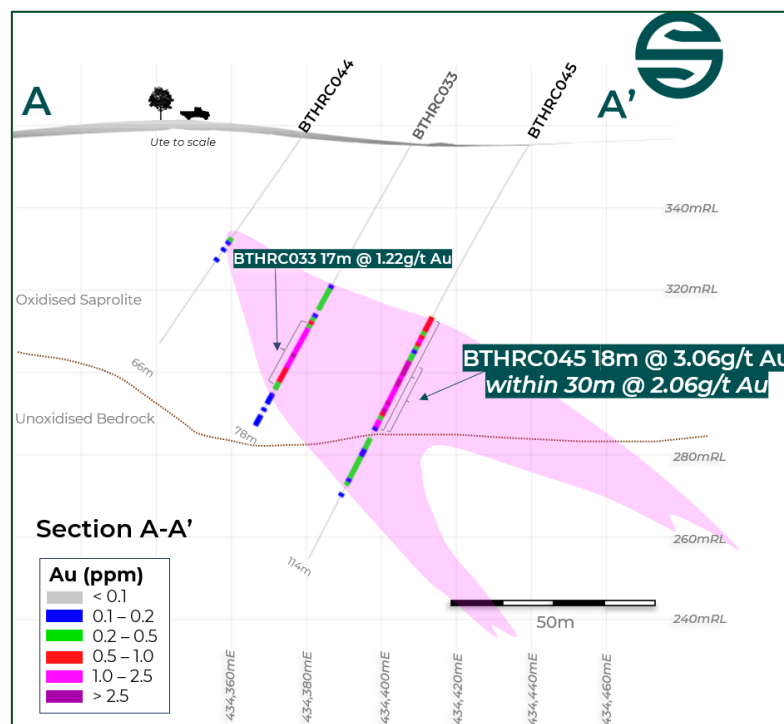 A
BTHRC044
BTHRC033
BTHRC045
A’
Ute to scale
340mRL
BTHRC033 17m @ 1.22g/t Au
320mRL
Oxidised Saprolite
BTHRC045 18m @ 3.06g/t Au
within 30m @ 2.06g/t Au
66m
Unoxidised Bedrock
78m
280mRL
Section A-A’
260mRL
114m
Au (ppm)
< 0.1
0.1 – 0.2
0.2 – 0.5
0.5 – 1.0
1.0 – 2.5
> 2.5
50m
240mRL
434,360mE
434,380mE
434,400mE
434,420mE
434,440mE
434,460mE